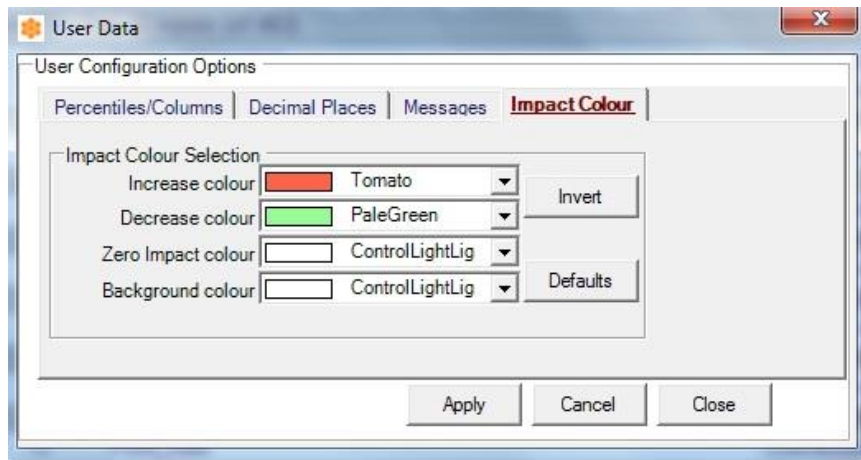 User Data
User Configuration Options
Percentiles/Columns Decimal Places Messages Impact Colour
Impact Colour Selection
Increase colour Tomato
Invert
Decrease colour PaleGreen
Zero Impact colour ControlLightLig
Defaults
Background colour ControlLightLig
Apply Cancel Close